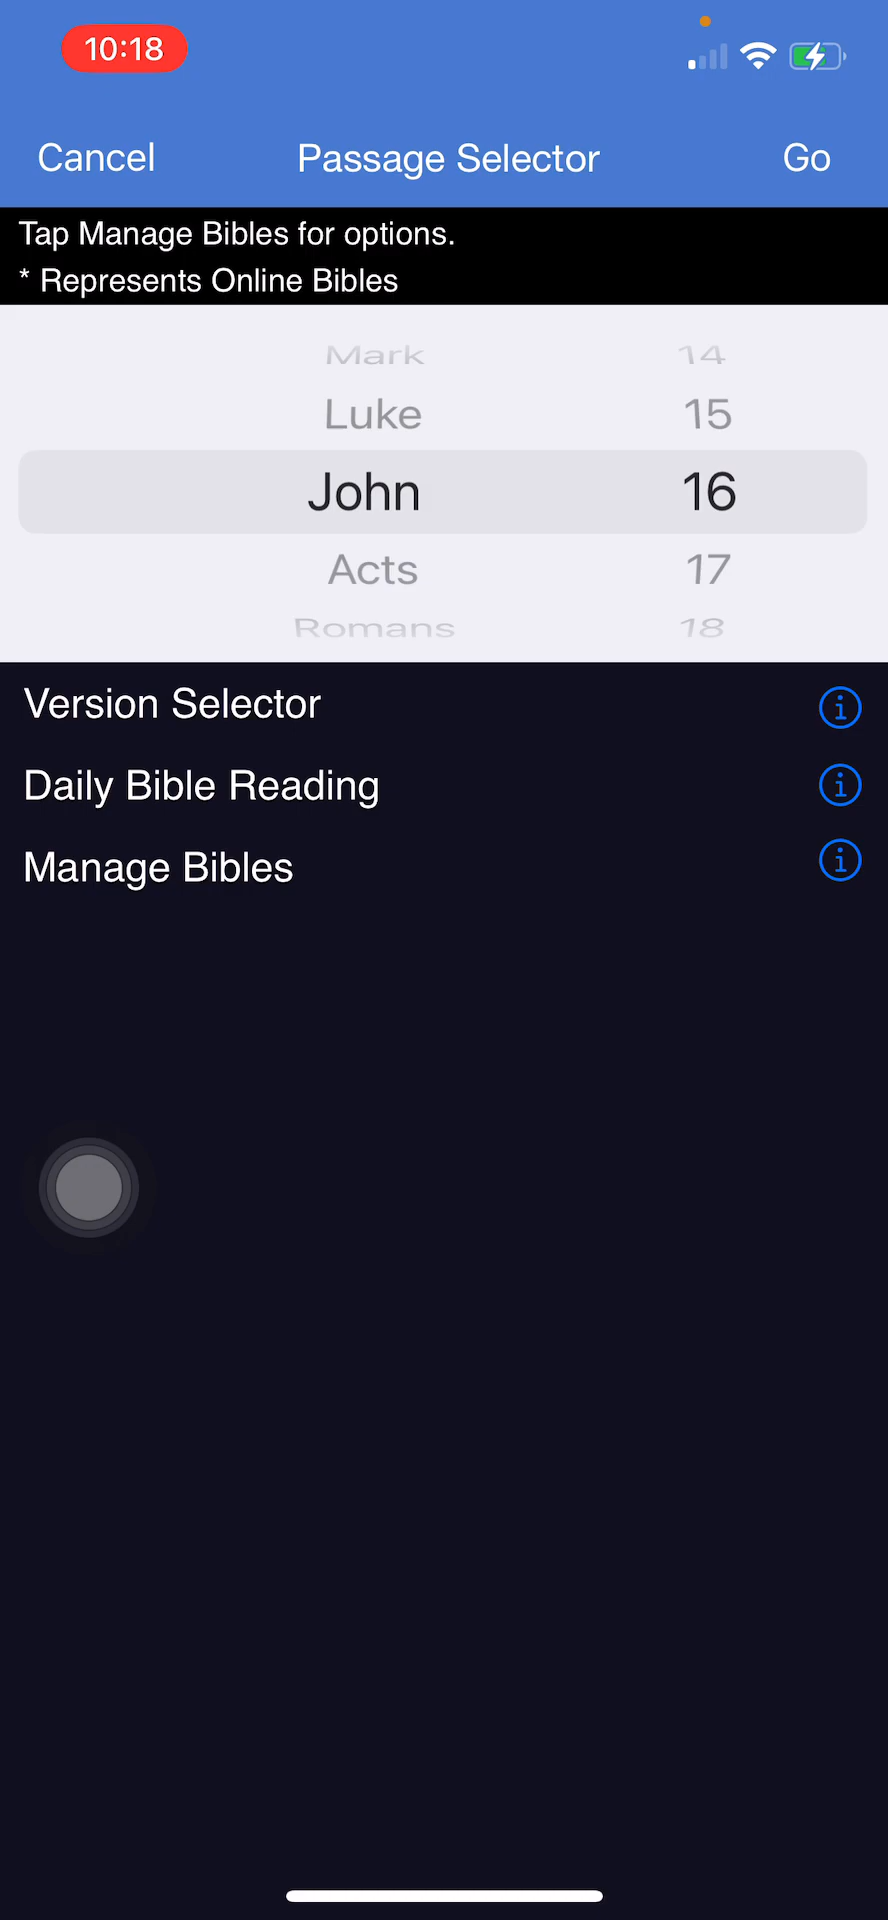 10:18
Cancel Passage Selector Go
Tap Manage Bibles for options.
* Represents Online Bibles
Mark 14
Luke 15
John 16
Acts 17
Romans 18
Version Selector
Daily Bible Reading
Manage Bibles